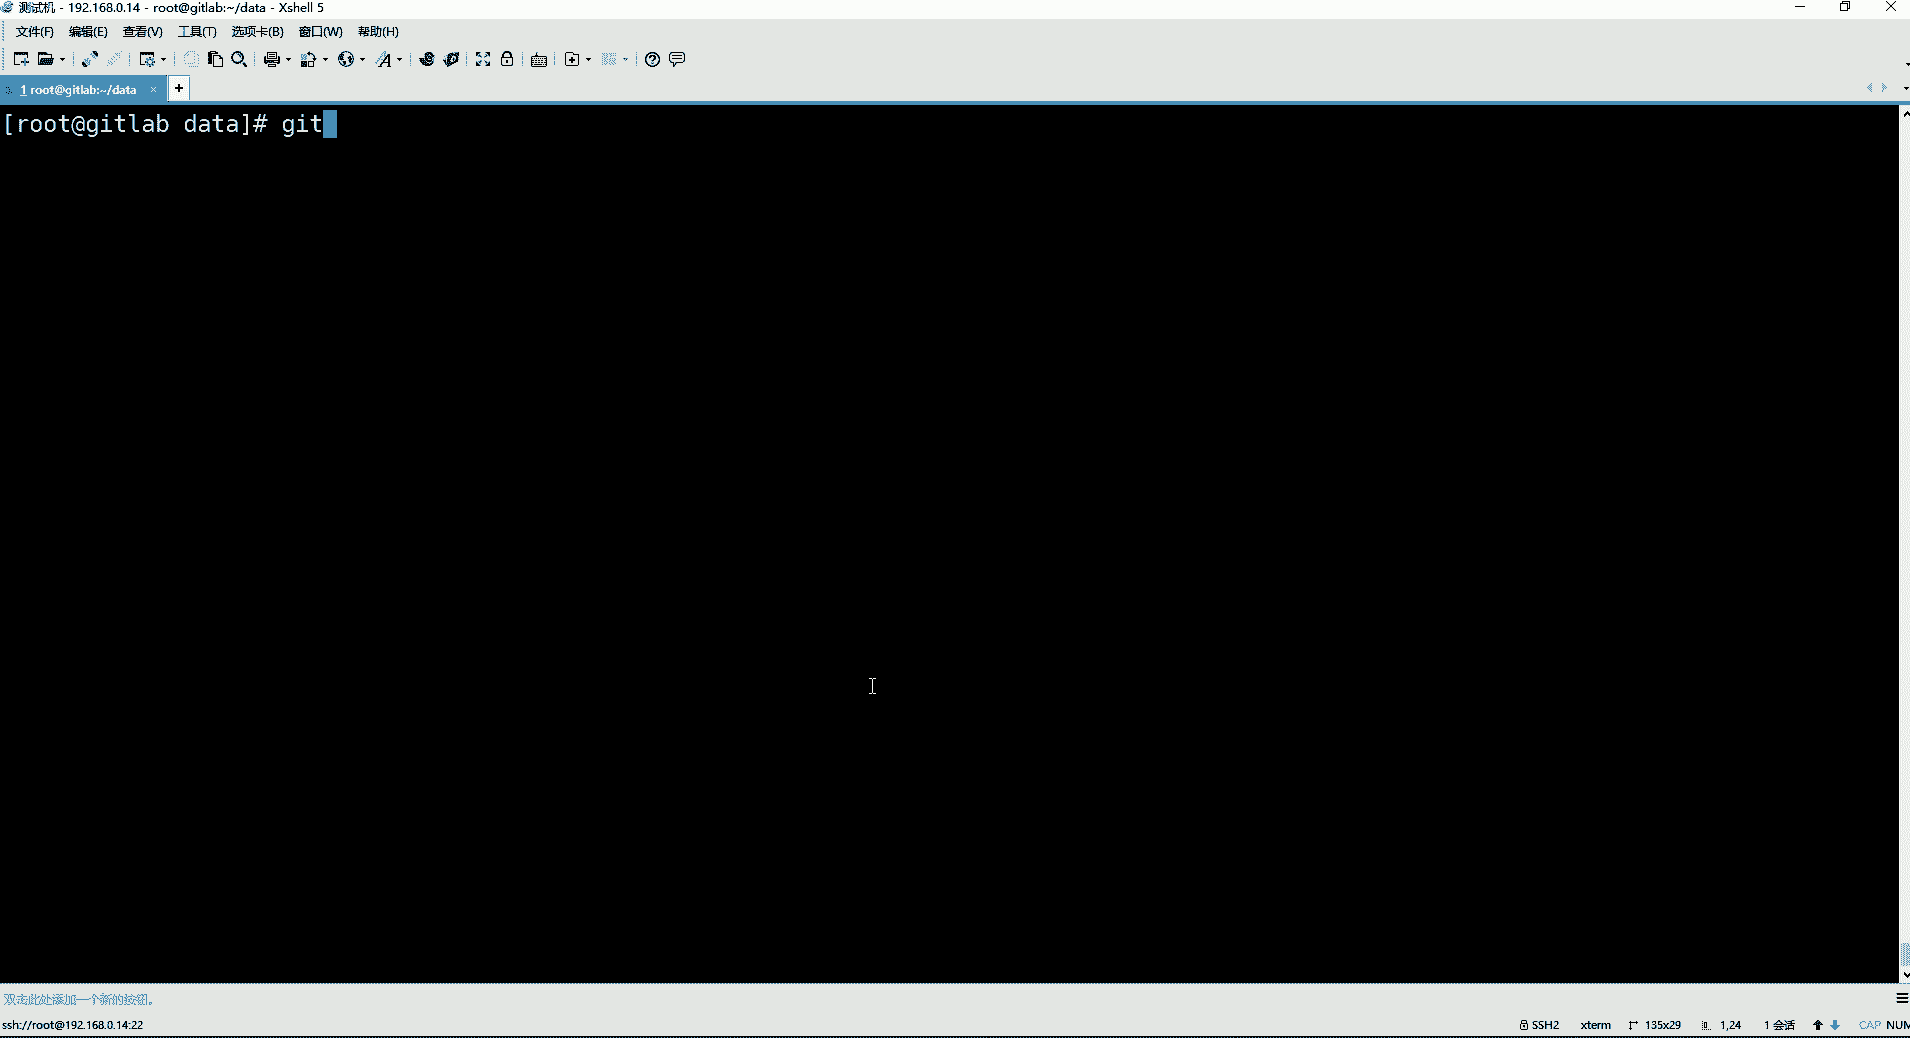 测试机 - 192.168.0.14 - root@gitlab:~/data - Xshell 5
文件(F) 编辑(E) 查看(V) 工具(T) 选项卡(B) 窗口(W) 帮助(H)
1 root@gitlab:~/data × +
[root@gitlab data]# git
双击此处添加一个新的按钮。
ssh://root@192.168.0.14:22 SSH2 xterm 135x29 1,24 1 会话 CAP NUM